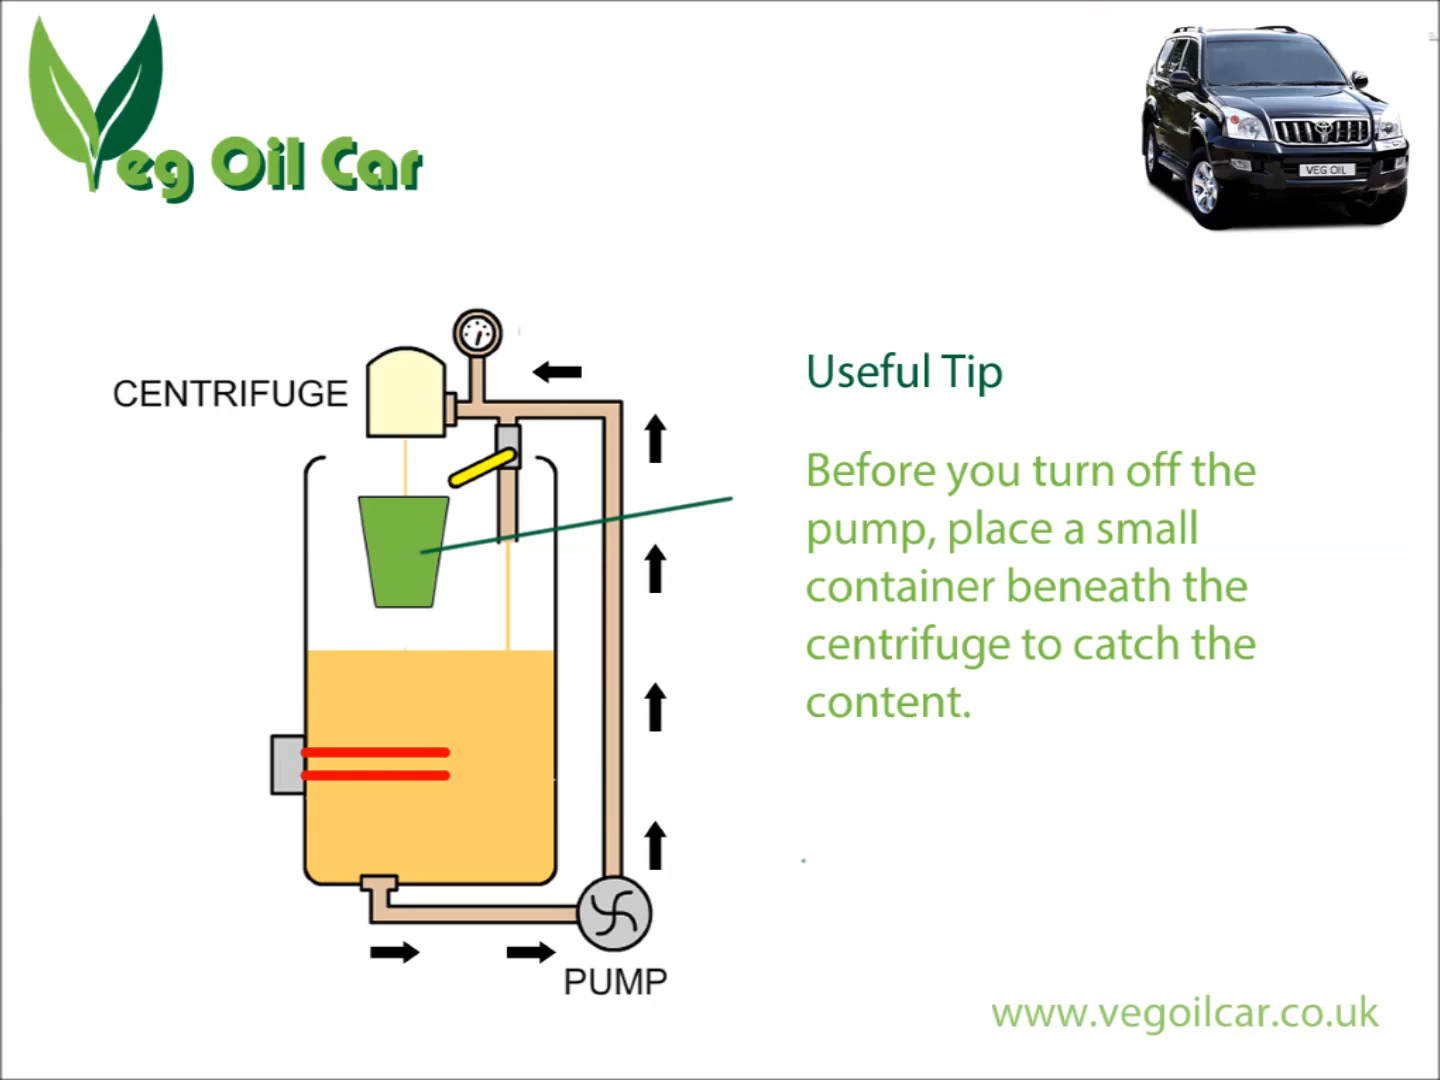 Veg Oil Car
VEG OIL
CENTRIFUGE
Useful Tip
Before you turn off the
pump, place a small
container beneath the
centrifuge to catch the
content.
PUMP
www.vegoilcar.co.uk